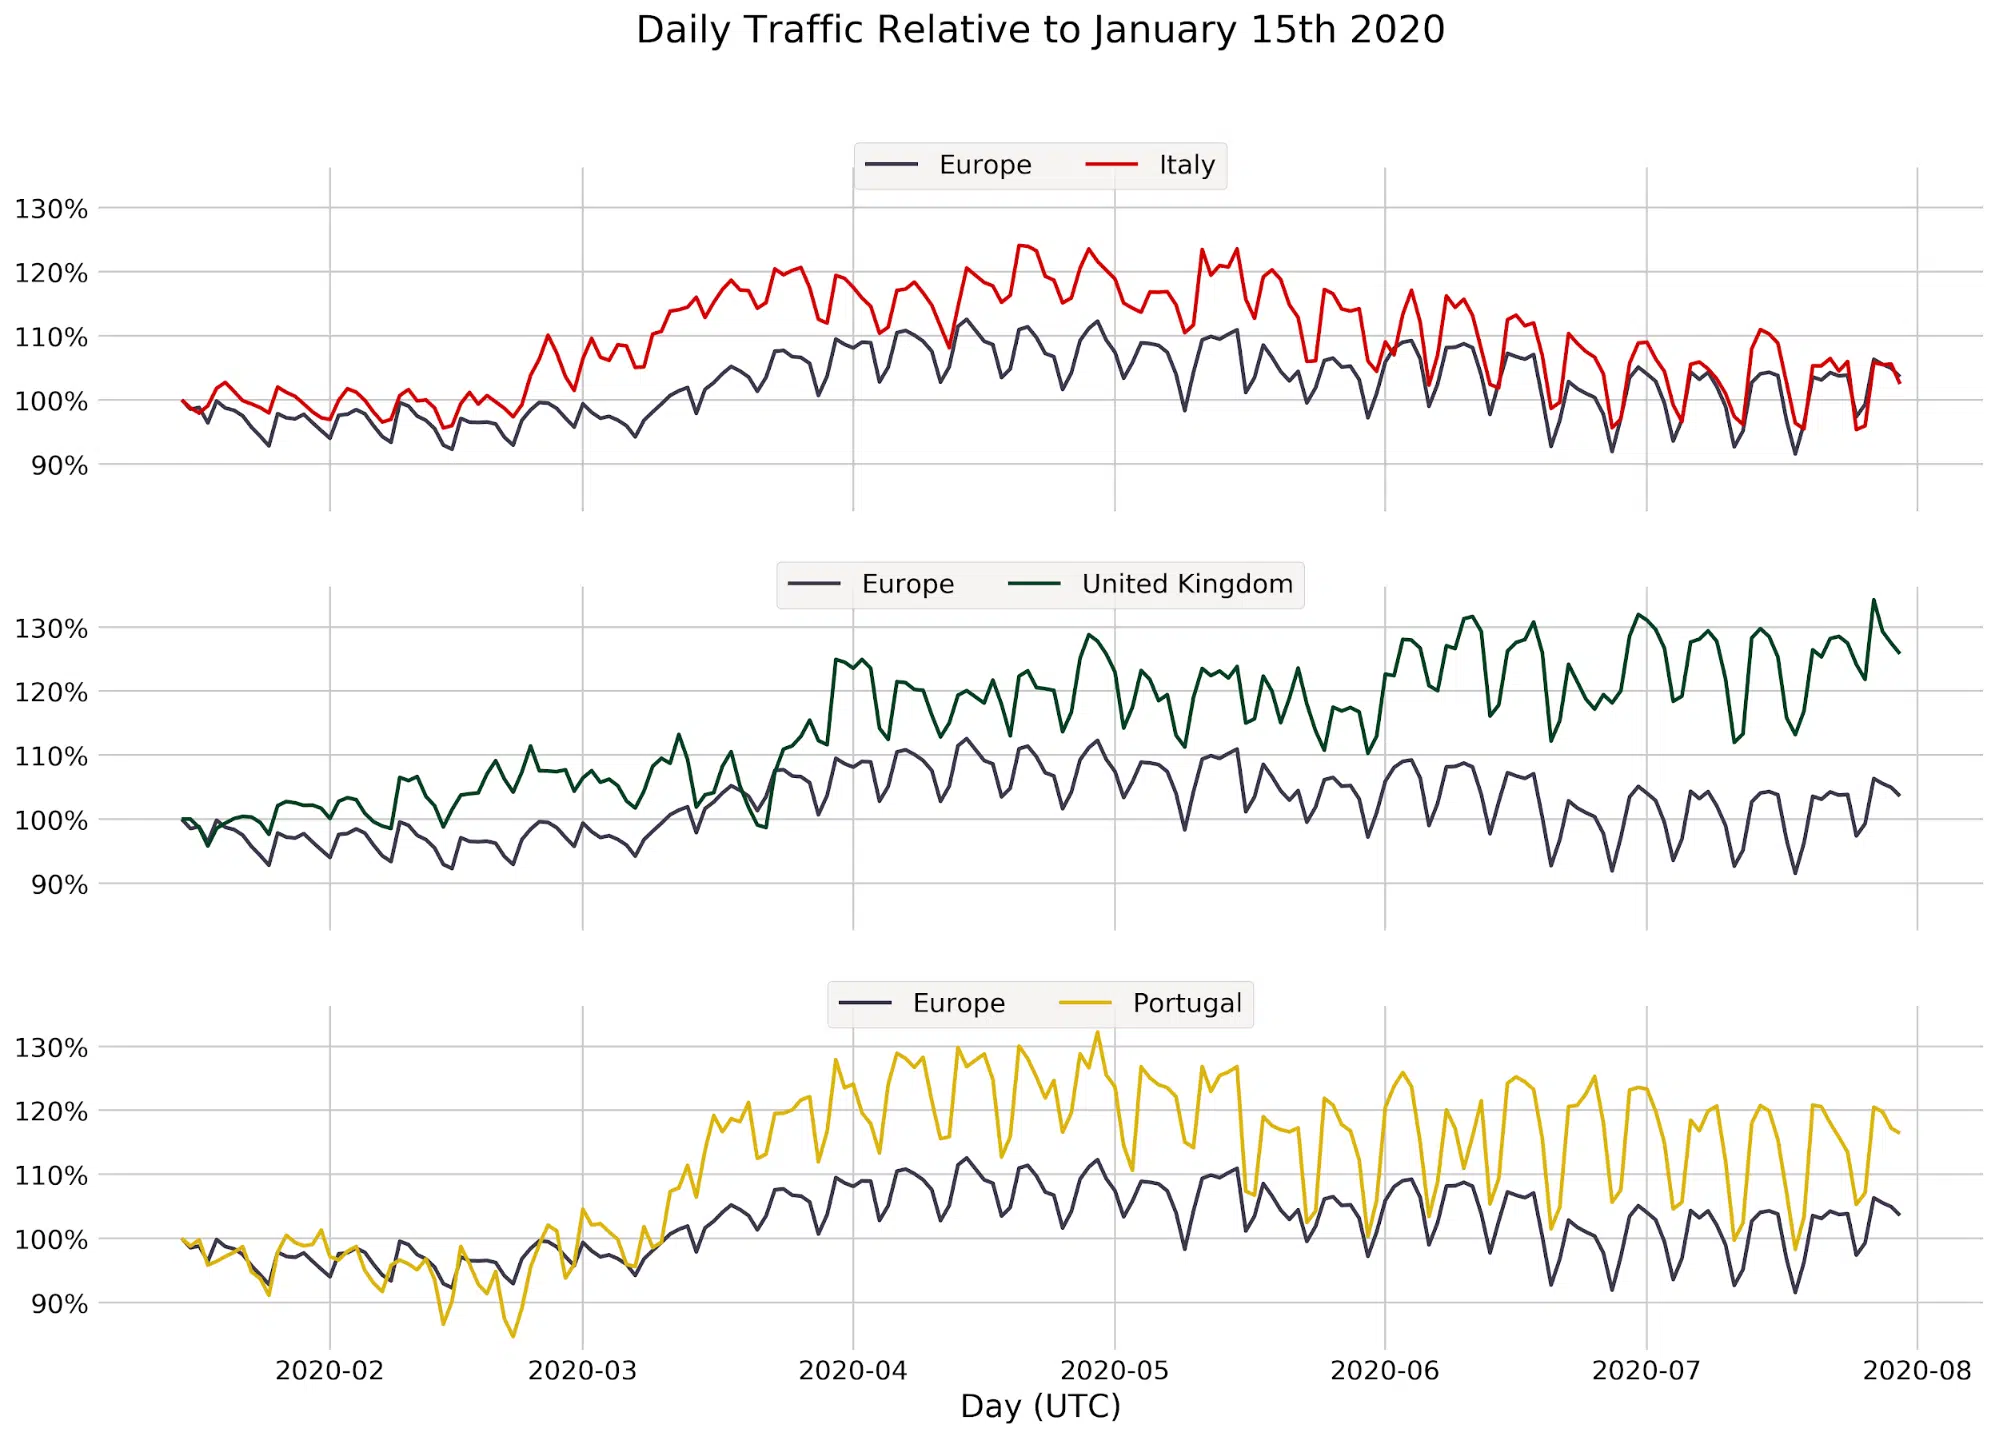 Daily Traffic Relative to January 15th 2020
Europe Italy
130%
120%
110%
100%
90%
Europe United Kingdom
130%
120%
110%
100%
90%
Europe Portugal
130%
120%
110%
100%
90%
2020-02 2020-03 2020-04 2020-05 2020-06 2020-07 2020-08
Day (UTC)